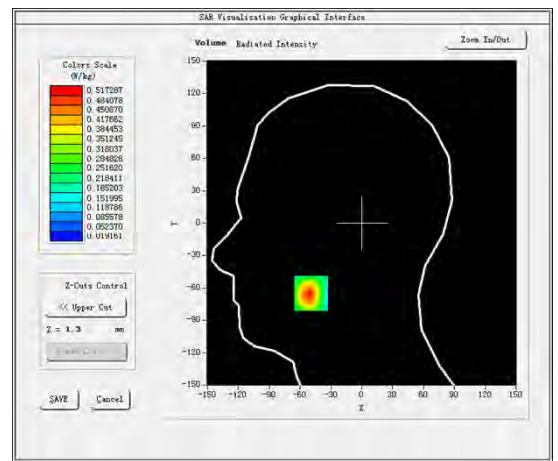 SAR Visualisation Graphical Interface
Volume Radiated Intensity
Zoom In/Out
Colors Scale
(W/kg)
0.517287
0.484078
0.450870
0.417662
0.384453
0.351245
0.318037
0.284828
0.251620
0.218411
0.185203
0.151995
0.118786
0.085578
0.052370
0.019161
Z-Cuts Control
<< Upper Cut
Z = 1.3 mm
SAVE
Cancel
150
120
90
60
30
0
-30
-60
-90
-120
-150
Y
-150 -120 -90 -60 -30 0 30 60 90 120 150
X